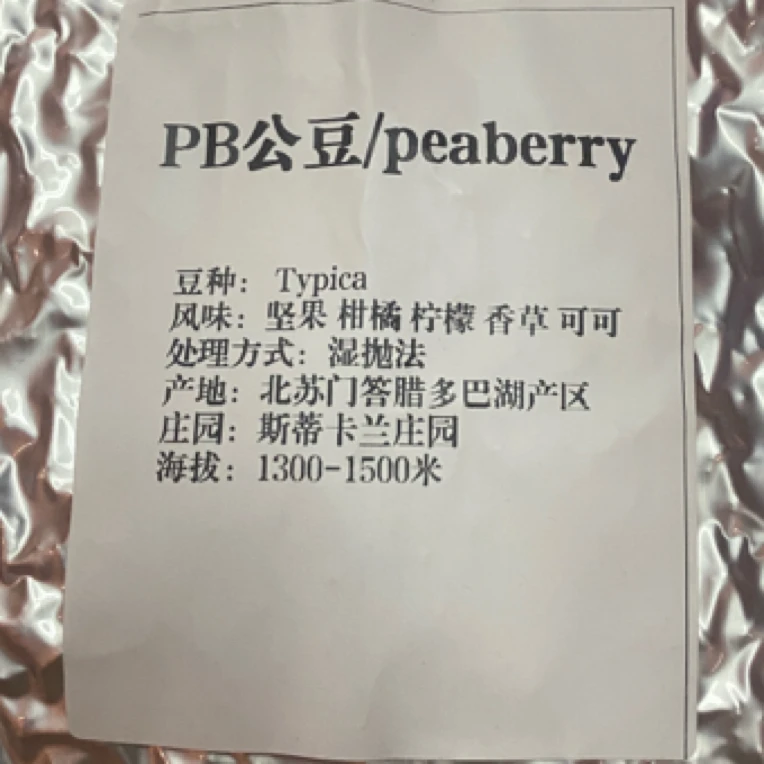 PB公豆/peaberry
豆种： Typica
风味：坚果 柑橘 柠檬 香草 可可
处理方式：湿抛法
产地：北苏门答腊多巴湖产区
庄园：斯蒂卡兰庄园
海拔：1300-1500米